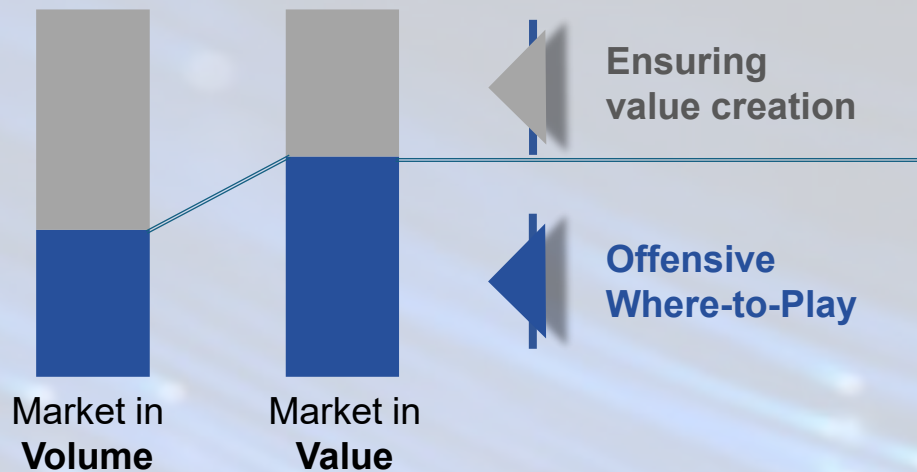 Ensuring
value creation
Offensive
Where-to-Play
Market in
Volume
Market in
Value